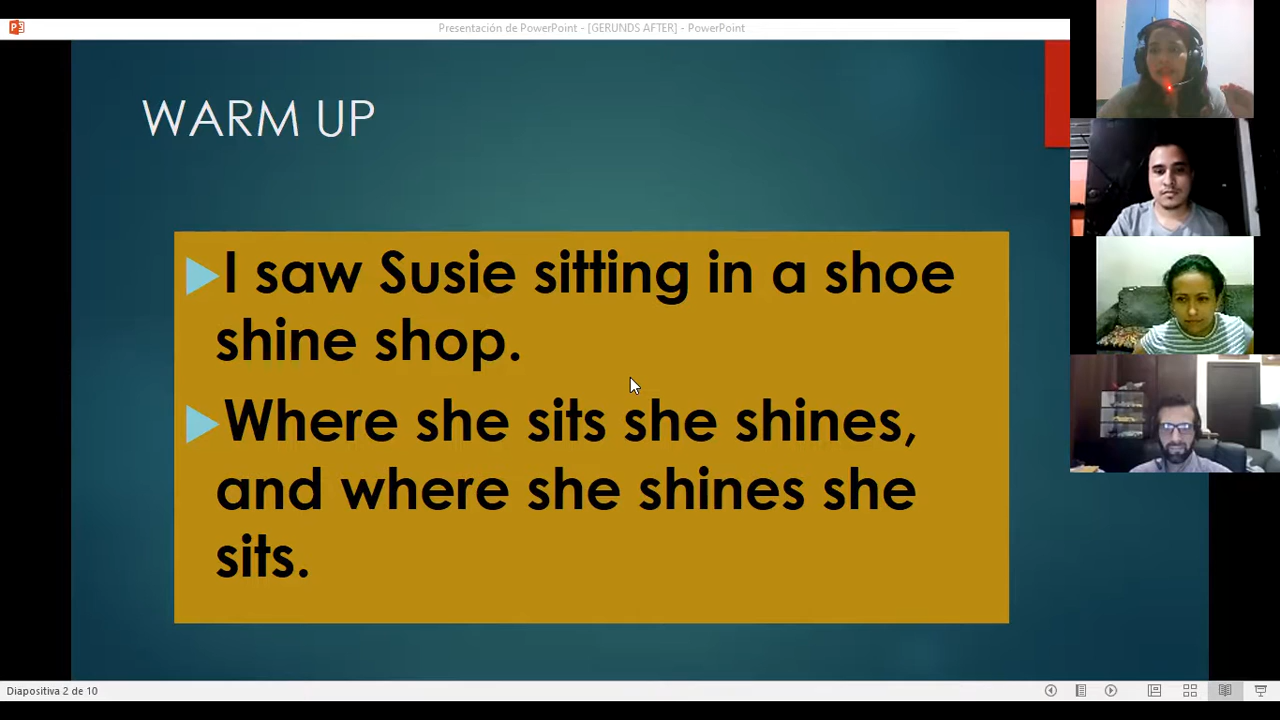 Presentación de PowerPoint - [GERUNDS AFTER] - PowerPoint
WARM UP
I saw Susie sitting in a shoe
shine shop.
Where she sits she shines,
and where she shines she
sits.
Diapositiva 2 de 10